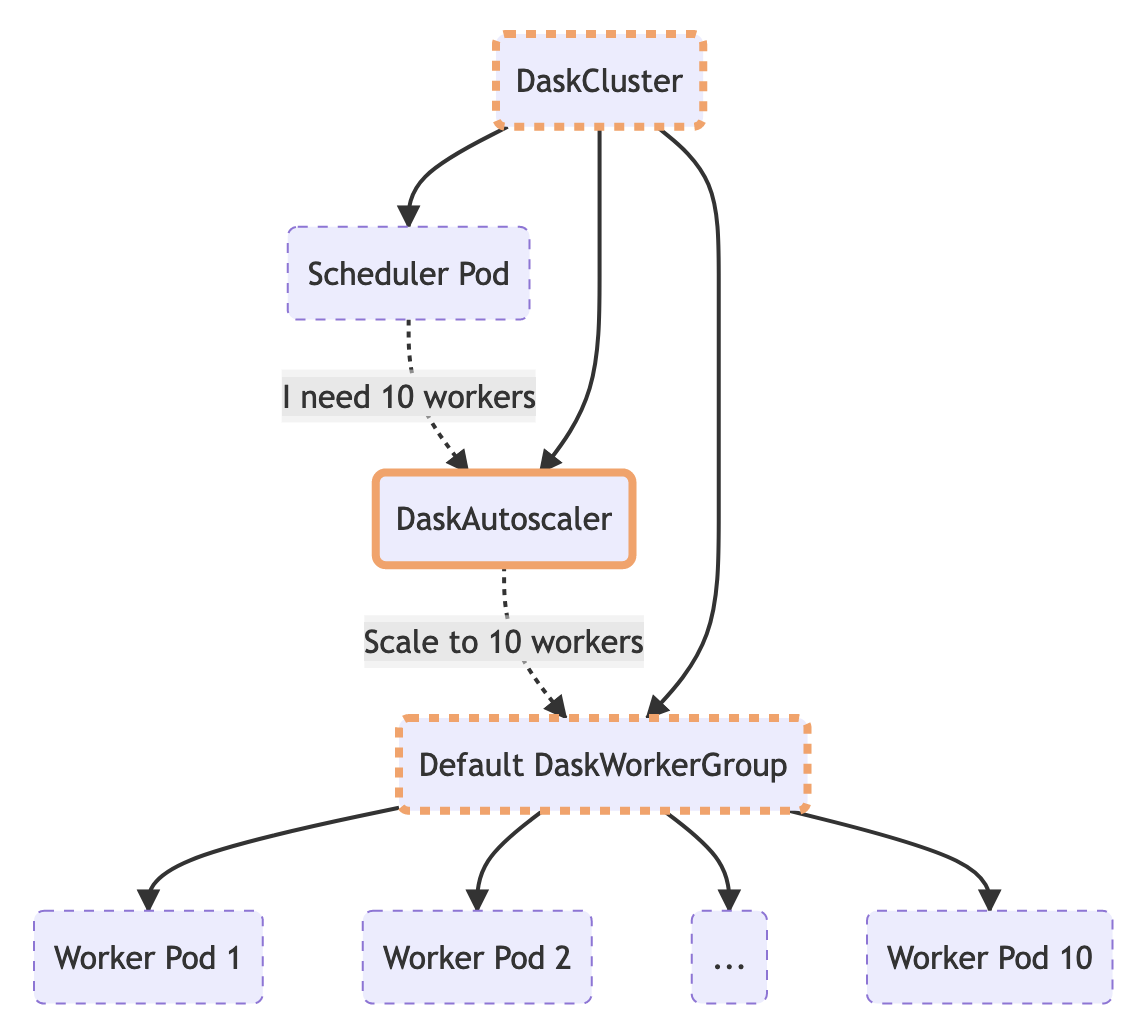 DaskCluster
Scheduler Pod
I need 10 workers
DaskAutoscaler
Scale to 10 workers
Default DaskWorkerGroup
Worker Pod 1
Worker Pod 2
...
Worker Pod 10